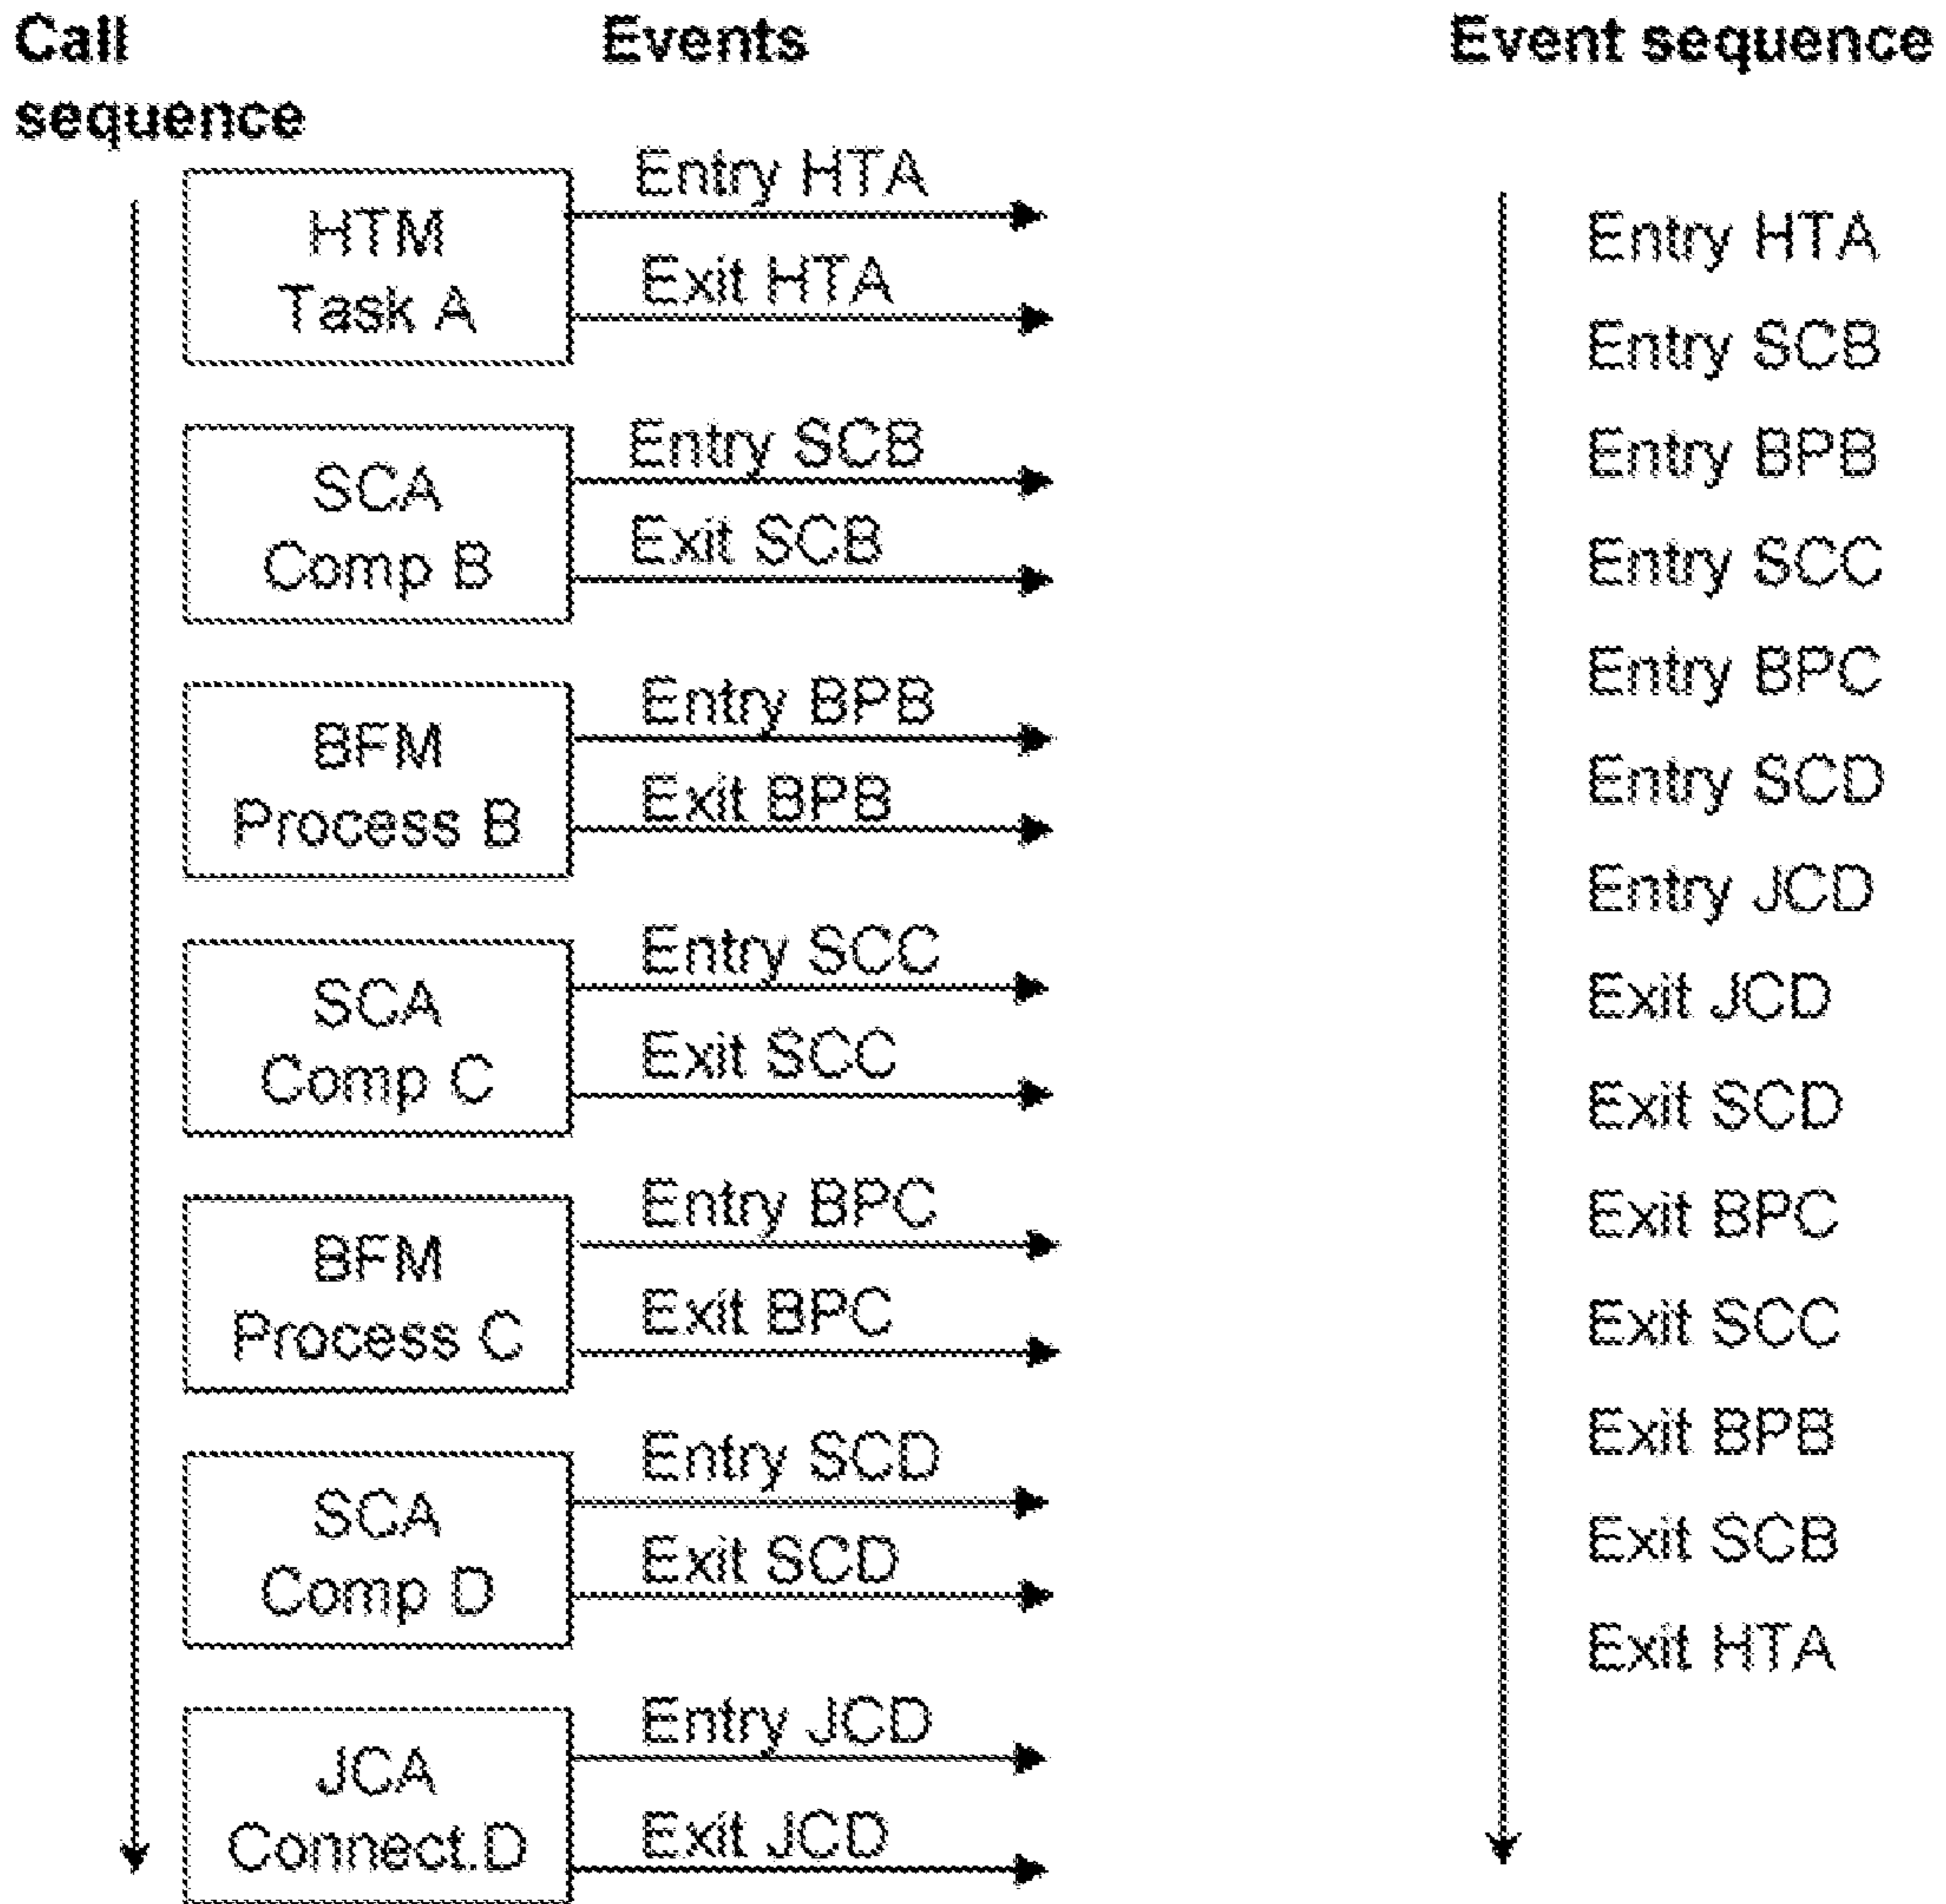 Call
sequence
Events
Event sequence
HTM
Task A
Entry HTA
Exit HTA
SCA
Comp B
Entry SCB
Exit SCB
BFM
Process B
Entry BPB
Exit BPB
SCA
Comp C
Entry SCC
Exit SCC
BFM
Process C
Entry BPC
Exit BPC
SCA
Comp D
Entry SCD
Exit SCD
JCA
Connect.D
Entry JCD
Exit JCD
Entry HTA
Entry SCB
Entry BPB
Entry SCC
Entry BPC
Entry SCD
Entry JCD
Exit JCD
Exit SCD
Exit BPC
Exit SCC
Exit BPB
Exit SCB
Exit HTA